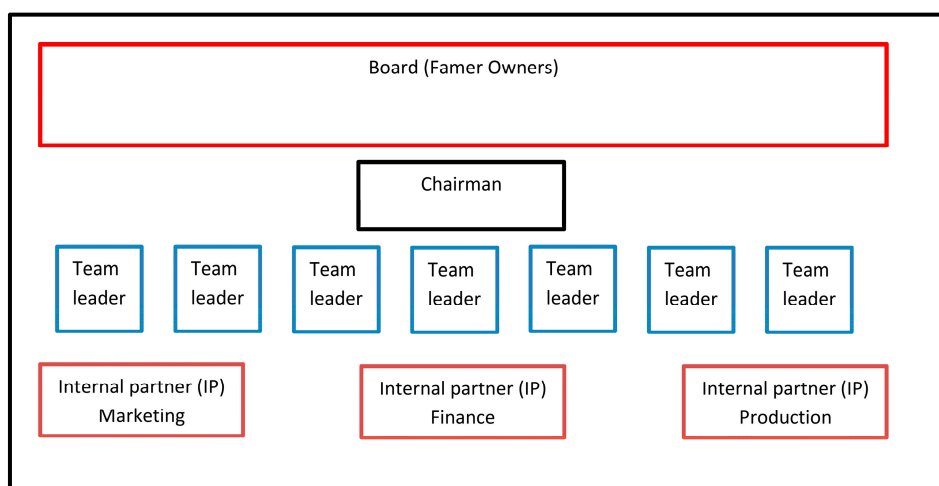 Board (Famer Owners)
Chairman
Team leader
Team leader
Team leader
Team leader
Team leader
Team leader
Team leader
Internal partner (IP)
Marketing
Internal partner (IP)
Finance
Internal partner (IP)
Production